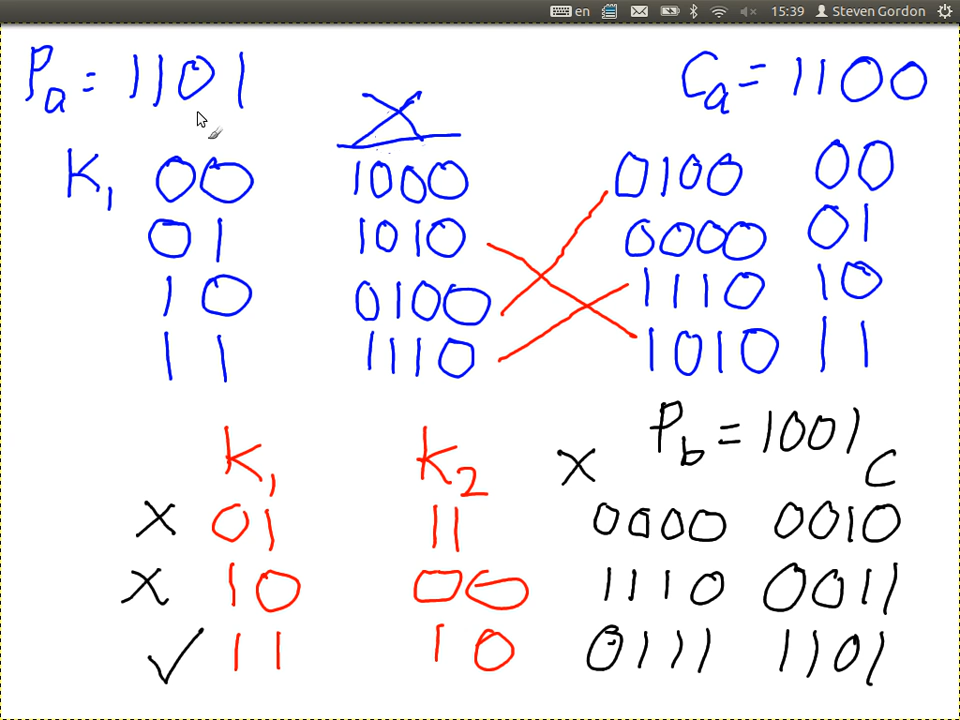 en 15:39 Steven Gordon
Pa = 1101 Ca = 1100
X
K1 00 1000 0100 00
01 1010 0000 01
10 0100 1110 10
11 1110 1010 11
Pb = 1001
K1 K2 X C
X 01 11 0000 0010
X 10 00 1110 0011
✓ 11 10 0111 1101